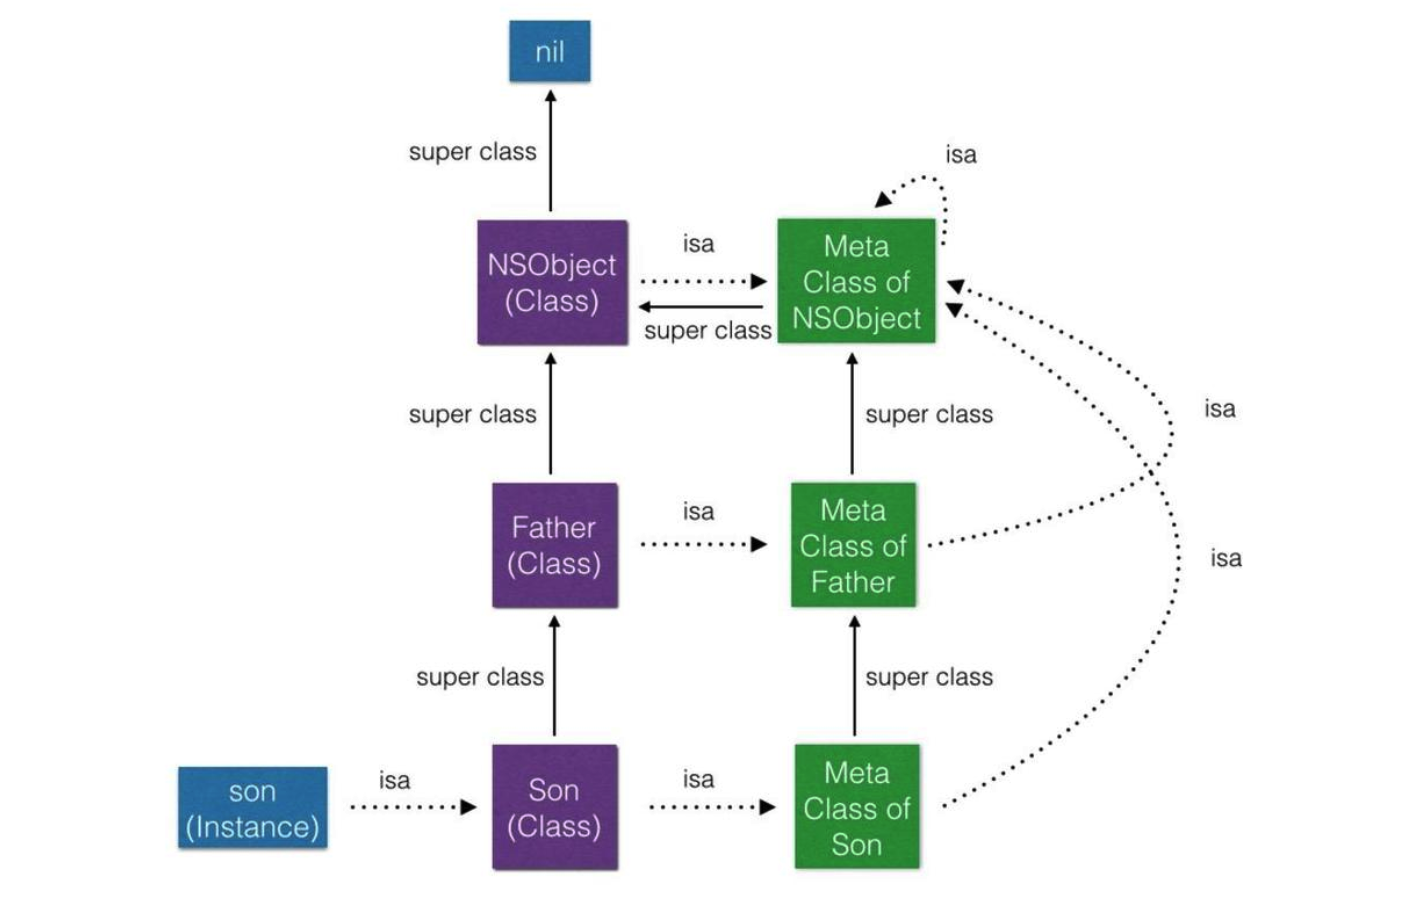 nil
super class
isa
NSObject
(Class)
isa
super class
Meta
Class of
NSObject
super class
super class
isa
Father
(Class)
isa
Meta
Class of
Father
isa
super class
super class
son
(Instance)
isa
Son
(Class)
isa
Meta
Class of
Son